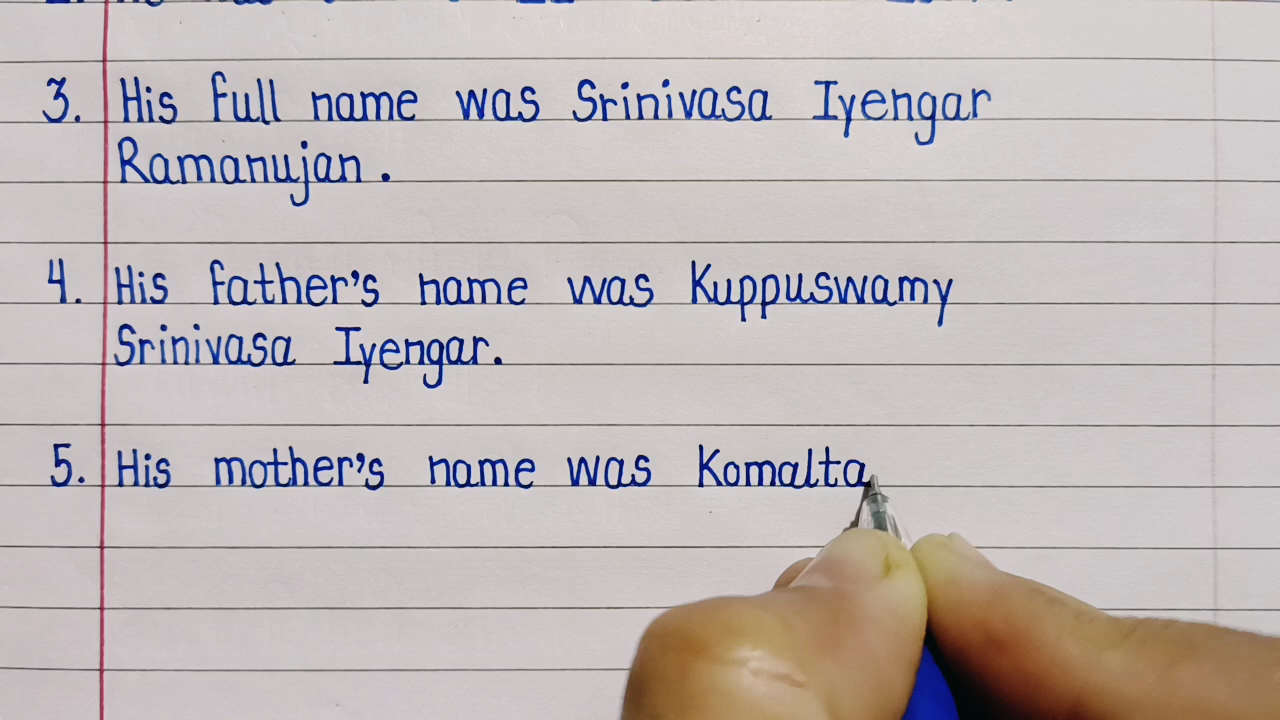 3. His full name was Srinivasa Iyengar
Ramanujan.
4. His father's name was Kuppuswamy
Srinivasa Iyengar.
5. His mother's name was Komalta